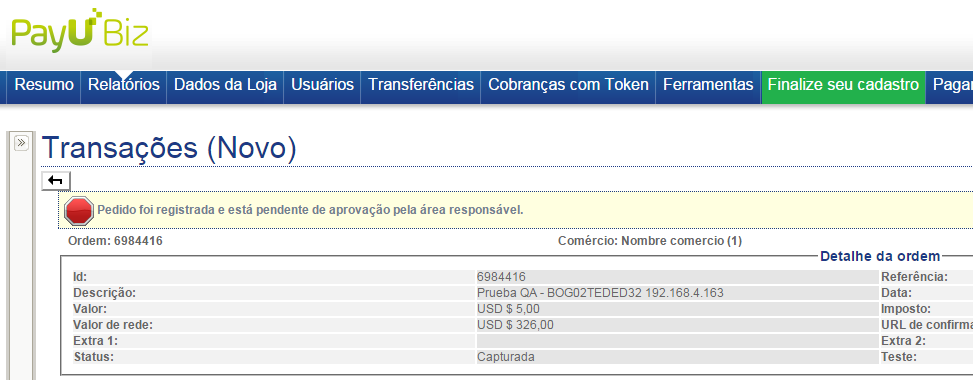 PayU Biz
Resumo Relatórios Dados da Loja Usuários Transferências Cobranças com Token Ferramentas Finalize seu cadastro Pagar
»
Transações (Novo)
Pedido foi registrada e está pendente de aprovação pela área responsável.
Ordem: 6984416 Comércio: Nombre comercio (1)
Detalhe da ordem
Id: 6984416 Referência:
Descrição: Prueba QA - BOG02TEDED32 192.168.4.163 Data:
Valor: USD $ 5,00 Imposto:
Valor de rede: USD $ 326,00 URL de confirma
Extra 1: Extra 2:
Status: Capturada Teste: